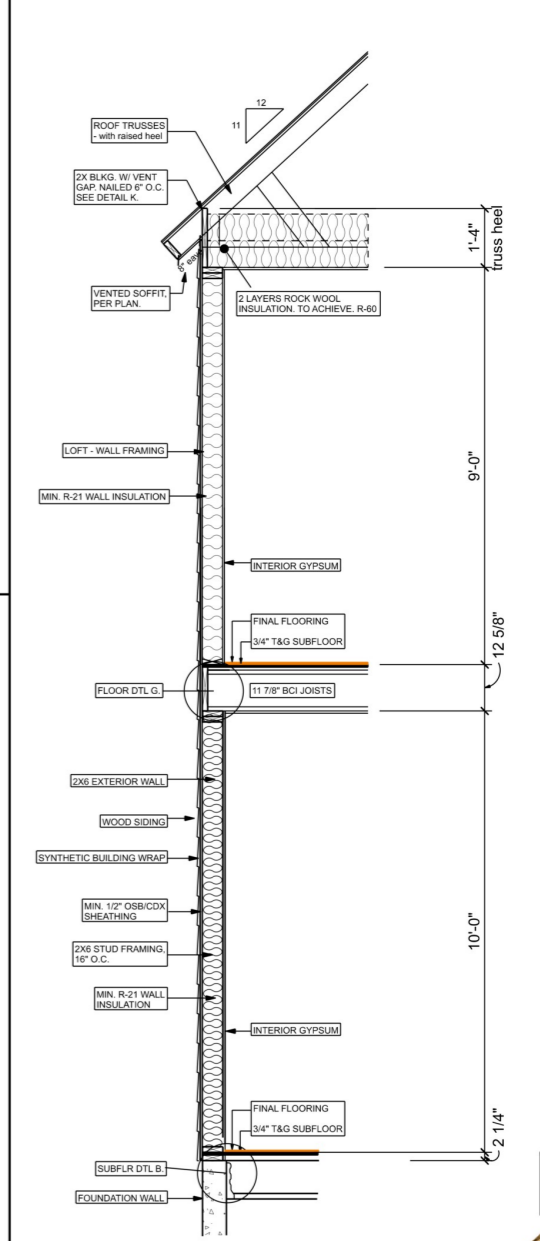 12
11
ROOF TRUSSES
- with raised heel
2X BLKG. W/ VENT
GAP. NAILED 6" O.C.
SEE DETAIL K.
8" eave
VENTED SOFFIT,
PER PLAN.
2 LAYERS ROCK WOOL
INSULATION. TO ACHIEVE. R-60
1'-4"
truss heel
LOFT - WALL FRAMING
MIN. R-21 WALL INSULATION
9'-0"
INTERIOR GYPSUM
FINAL FLOORING
3/4" T&G SUBFLOOR
12 5/8"
FLOOR DTL G.
11 7/8" BCI JOISTS
2X6 EXTERIOR WALL
WOOD SIDING
SYNTHETIC BUILDING WRAP
MIN. 1/2" OSB/CDX
SHEATHING
2X6 STUD FRAMING,
16" O.C.
10'-0"
MIN. R-21 WALL
INSULATION
INTERIOR GYPSUM
FINAL FLOORING
3/4" T&G SUBFLOOR
2 1/4"
SUBFLR DTL B.
FOUNDATION WALL